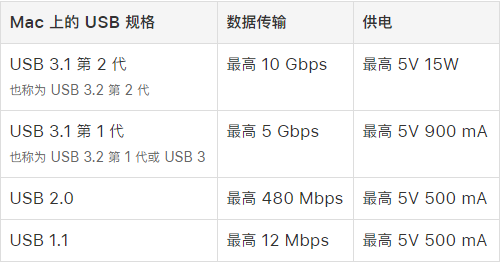 Mac 上的 USB 规格 数据传输 供电
USB 3.1 第 2 代 最高 10 Gbps 最高 5V 15W
也称为 USB 3.2 第 2 代
USB 3.1 第 1 代 最高 5 Gbps 最高 5V 900 mA
也称为 USB 3.2 第 1 代或 USB 3
USB 2.0 最高 480 Mbps 最高 5V 500 mA
USB 1.1 最高 12 Mbps 最高 5V 500 mA